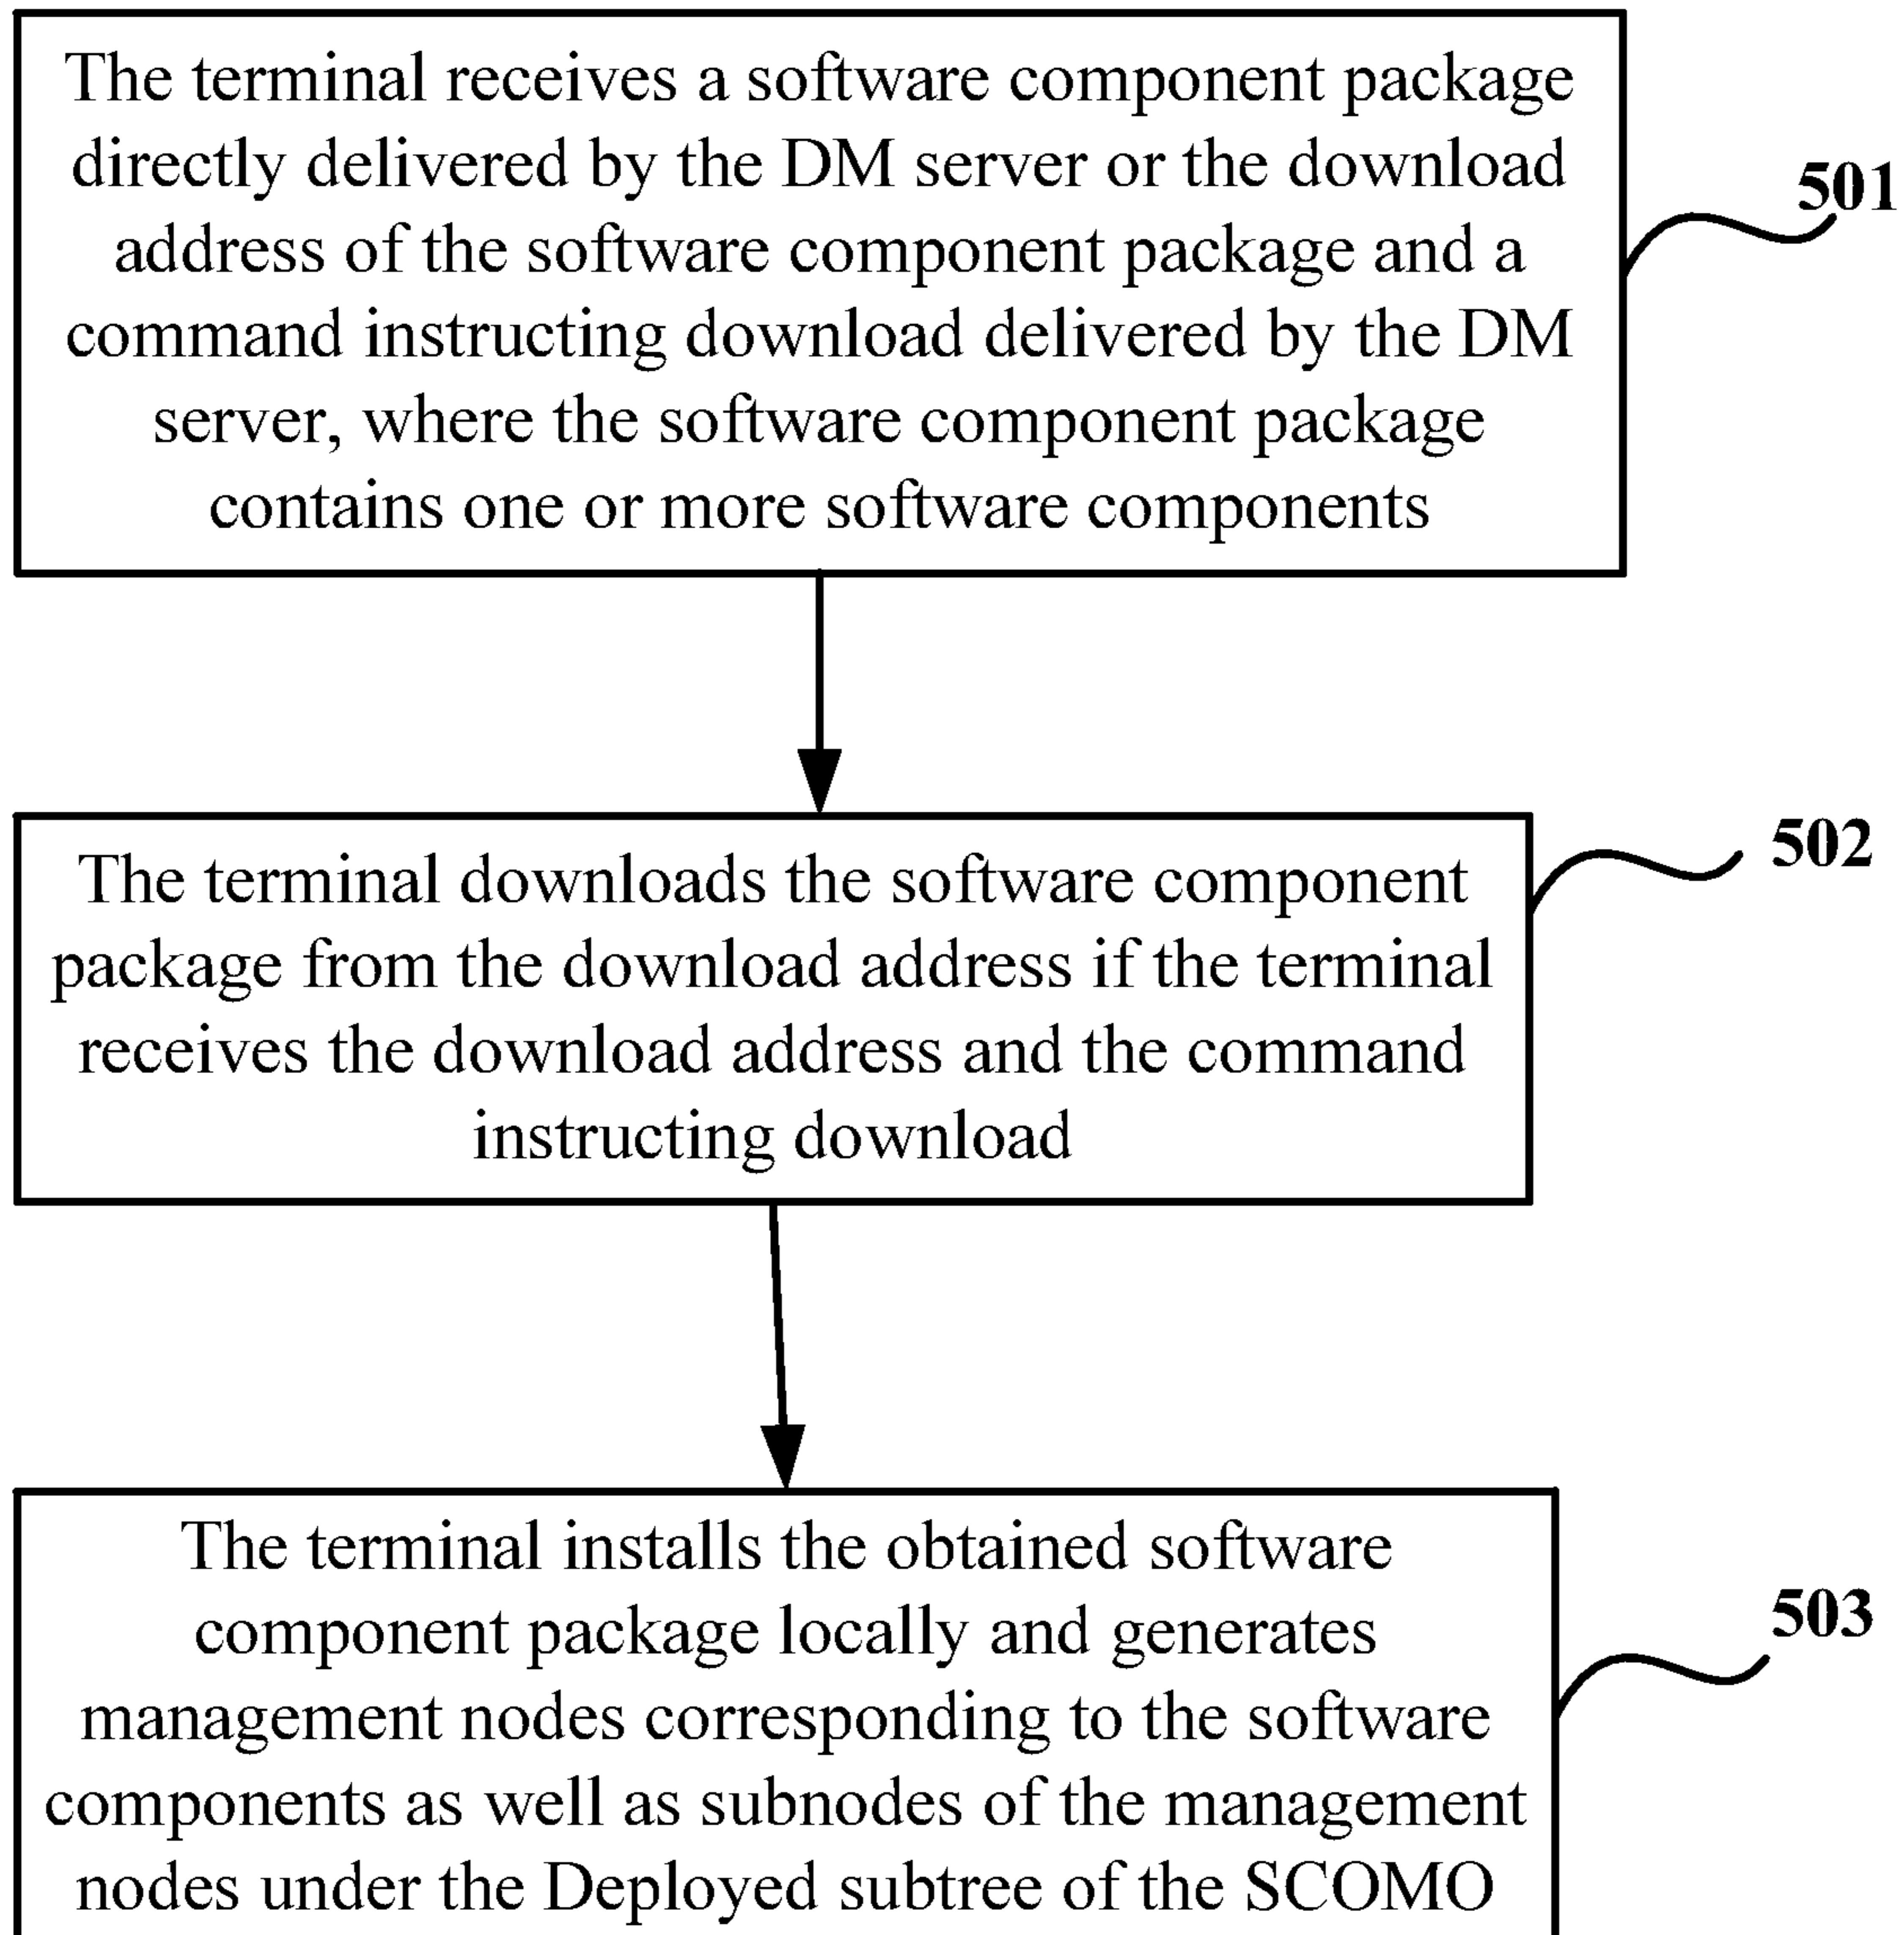 The terminal receives a software component package
directly delivered by the DM server or the download
address of the software component package and a
command instructing download delivered by the DM
server, where the software component package
contains one or more software components
501
The terminal downloads the software component
package from the download address if the terminal
receives the download address and the command
instructing download
502
The terminal installs the obtained software
component package locally and generates
management nodes corresponding to the software
components as well as subnodes of the management
nodes under the Deployed subtree of the SCOMO
503